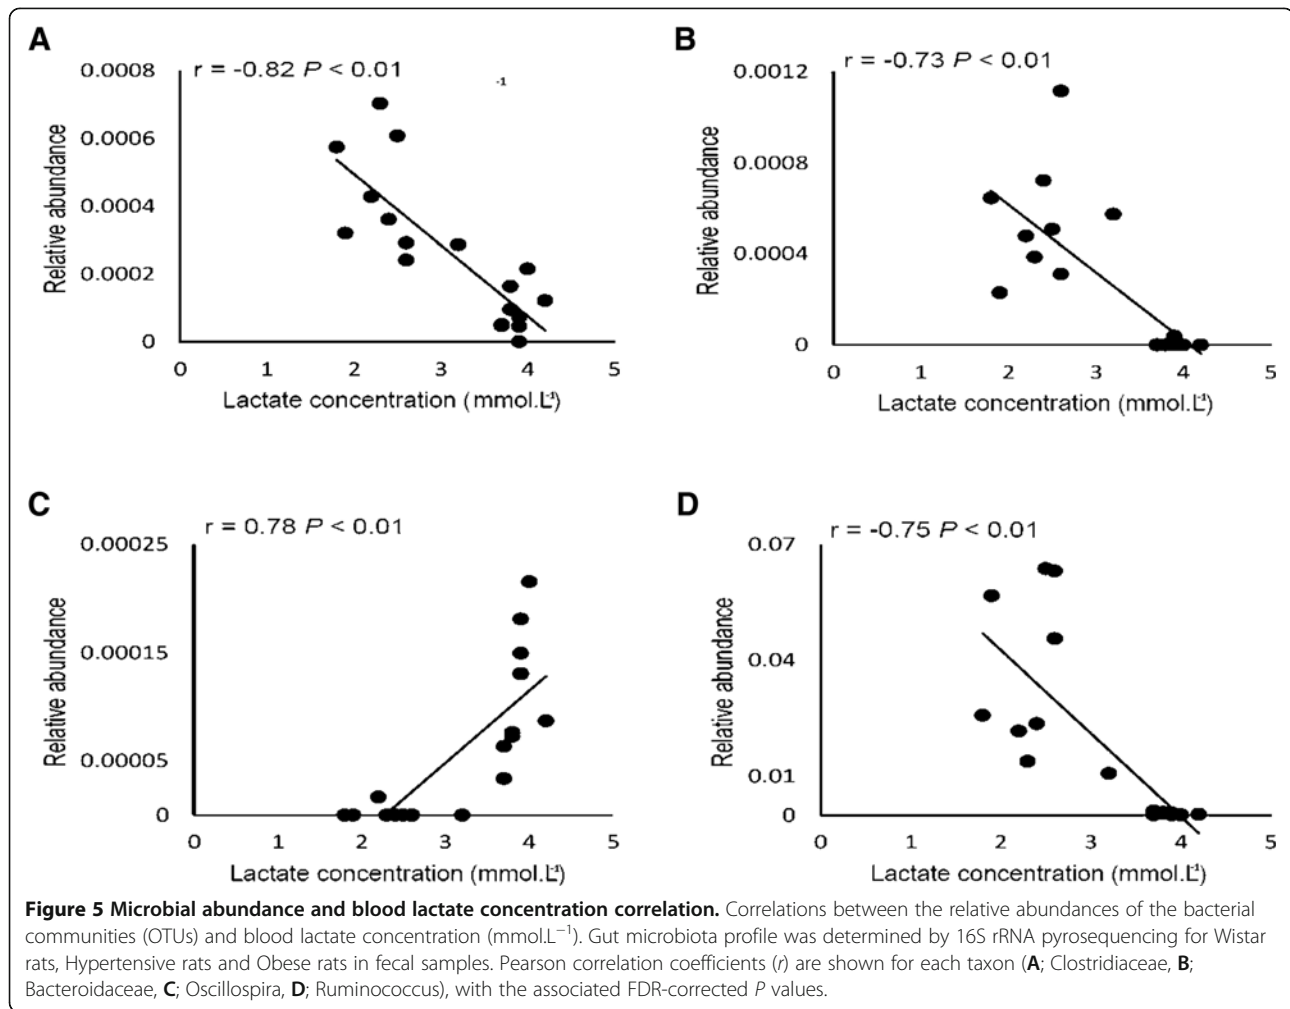 A
r = -0.82 P < 0.01
-1
0.0008
0.0006
0.0004
0.0002
0
Relative abundance
0 1 2 3 4 5
Lactate concentration (mmol.L-1)
B
r = -0.73 P < 0.01
0.0012
0.0008
0.0004
0
Relative abundance
0 1 2 3 4 5
Lactate concentration (mmol.L-1)
C
r = 0.78 P < 0.01
0.00025
0.00015
0.00005
0
Relative abundance
0 1 2 3 4 5
Lactate concentration (mmol.L-1)
D
r = -0.75 P < 0.01
0.07
0.04
0.01
0
Relative abundance
0 1 2 3 4 5
Lactate concentration (mmol.L-1)
Figure 5 Microbial abundance and blood lactate concentration correlation. Correlations between the relative abundances of the bacterial
communities (OTUs) and blood lactate concentration (mmol.L−1). Gut microbiota profile was determined by 16S rRNA pyrosequencing for Wistar
rats, Hypertensive rats and Obese rats in fecal samples. Pearson correlation coefficients (r) are shown for each taxon (A; Clostridiaceae, B;
Bacteroidaceae, C; Oscillospira, D; Ruminococcus), with the associated FDR-corrected P values.